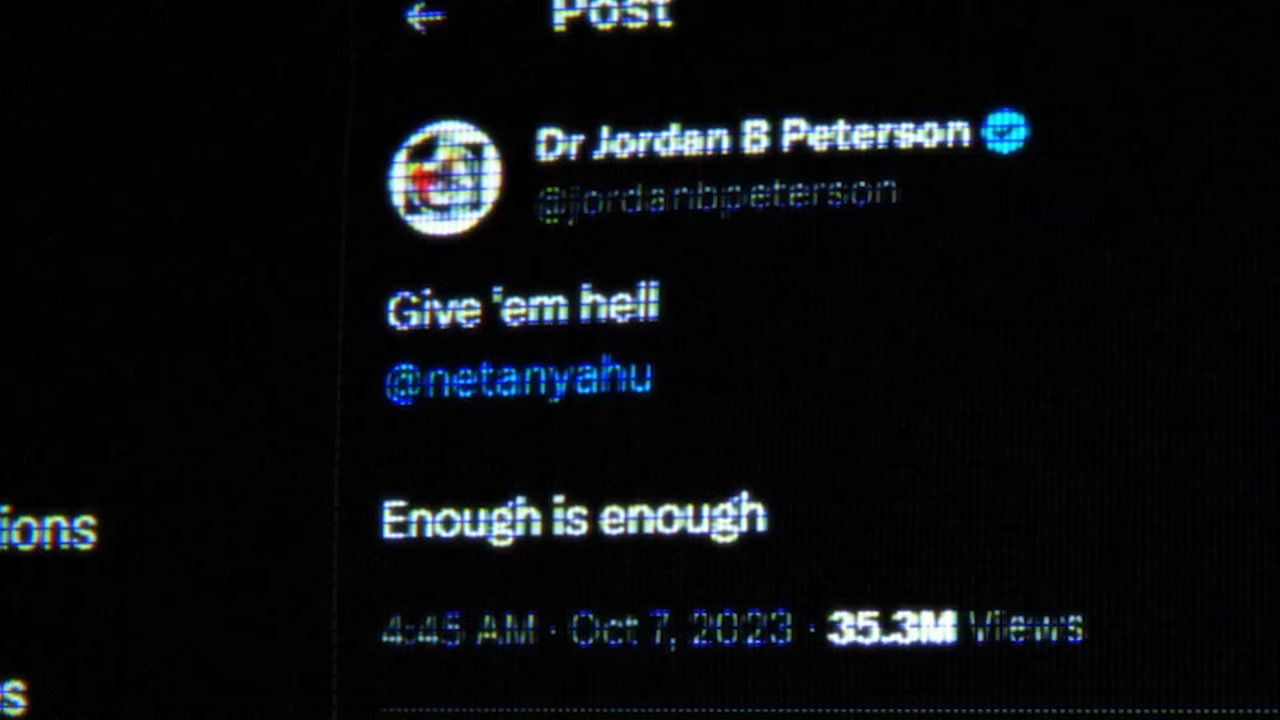 ← Post
Dr Jordan B Peterson
@jordanbpeterson
Give 'em hell
@netanyahu
Enough is enough
4:45 AM · Oct 7, 2023 · 35.3M Views
ions
s